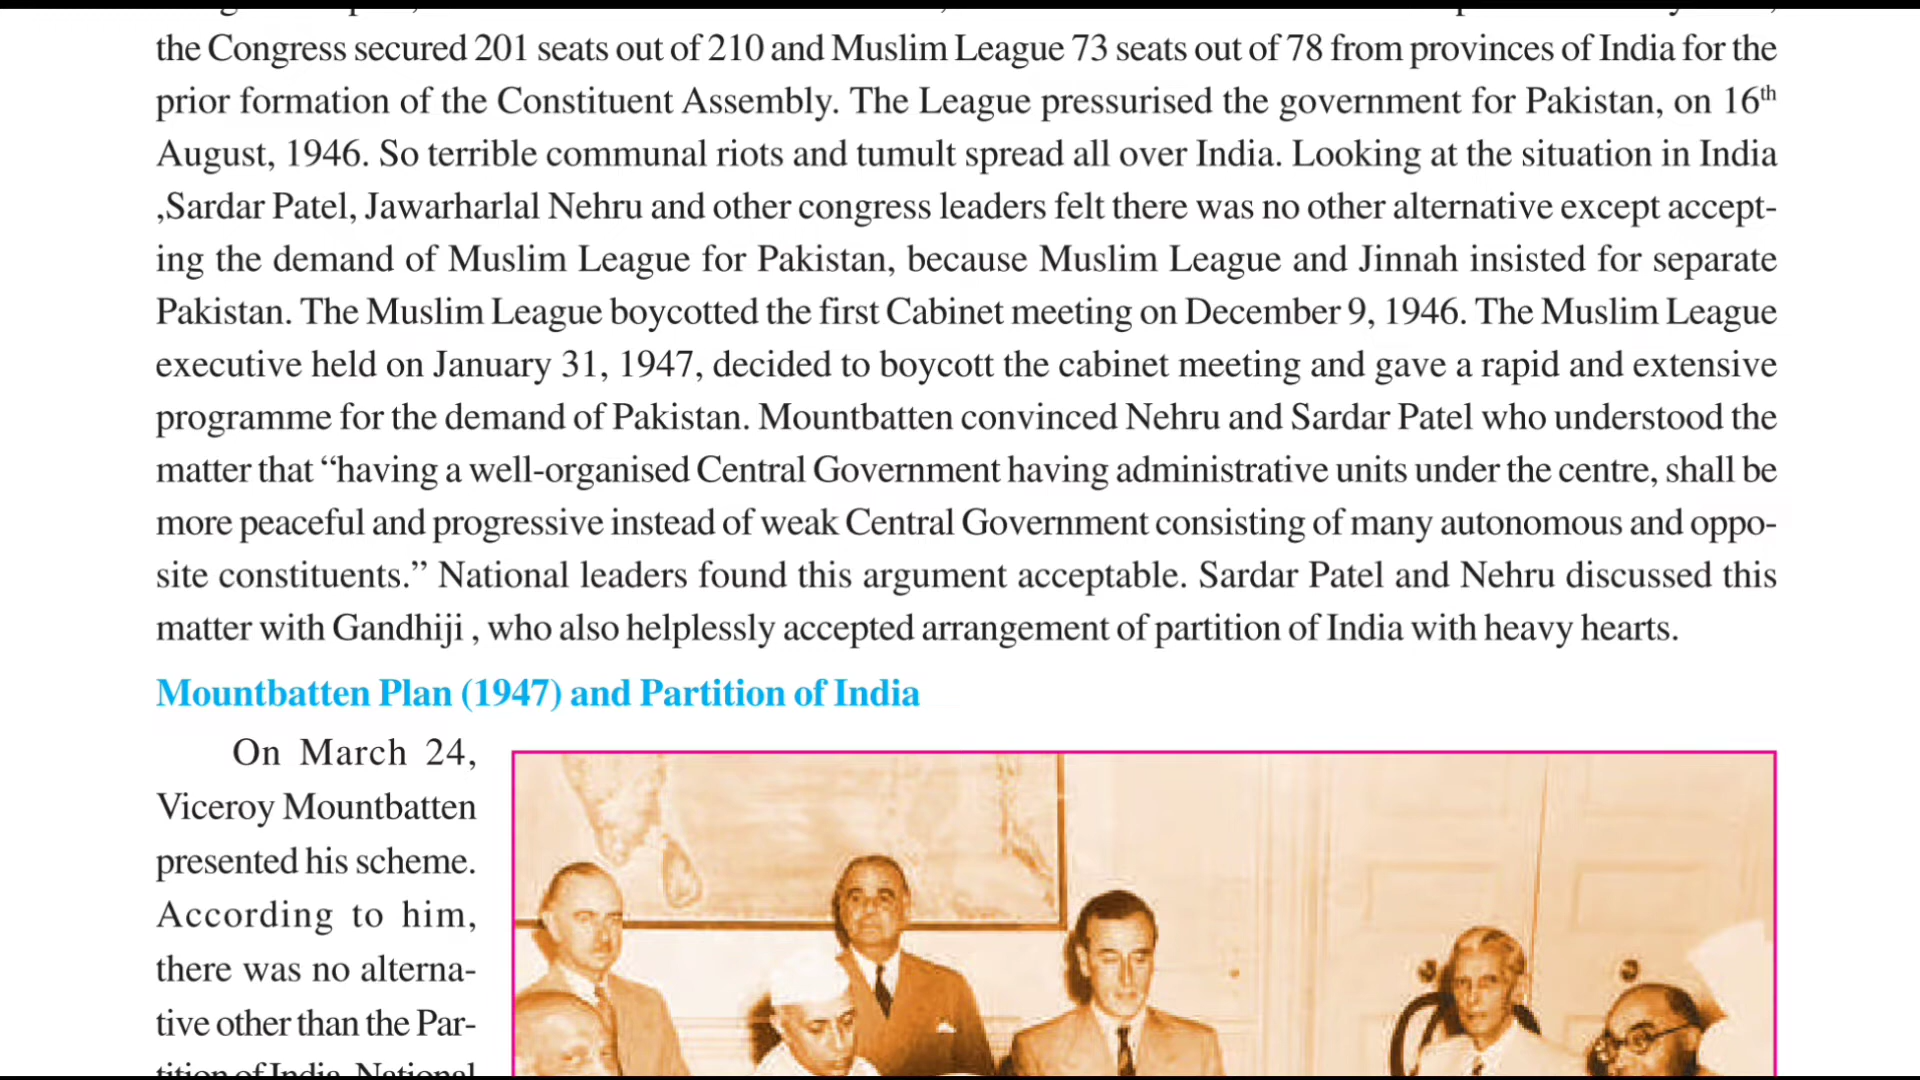 the Congress secured 201 seats out of 210 and Muslim League 73 seats out of 78 from provinces of India for the
prior formation of the Constituent Assembly. The League pressurised the government for Pakistan, on 16th
August, 1946. So terrible communal riots and tumult spread all over India. Looking at the situation in India
,Sardar Patel, Jawarharlal Nehru and other congress leaders felt there was no other alternative except accept-
ing the demand of Muslim League for Pakistan, because Muslim League and Jinnah insisted for separate
Pakistan. The Muslim League boycotted the first Cabinet meeting on December 9, 1946. The Muslim League
executive held on January 31, 1947, decided to boycott the cabinet meeting and gave a rapid and extensive
programme for the demand of Pakistan. Mountbatten convinced Nehru and Sardar Patel who understood the
matter that “having a well-organised Central Government having administrative units under the centre, shall be
more peaceful and progressive instead of weak Central Government consisting of many autonomous and oppo-
site constituents.” National leaders found this argument acceptable. Sardar Patel and Nehru discussed this
matter with Gandhiji , who also helplessly accepted arrangement of partition of India with heavy hearts.
Mountbatten Plan (1947) and Partition of India
On March 24,
Viceroy Mountbatten
presented his scheme.
According to him,
there was no alterna-
tive other than the Par-
tition of India. National